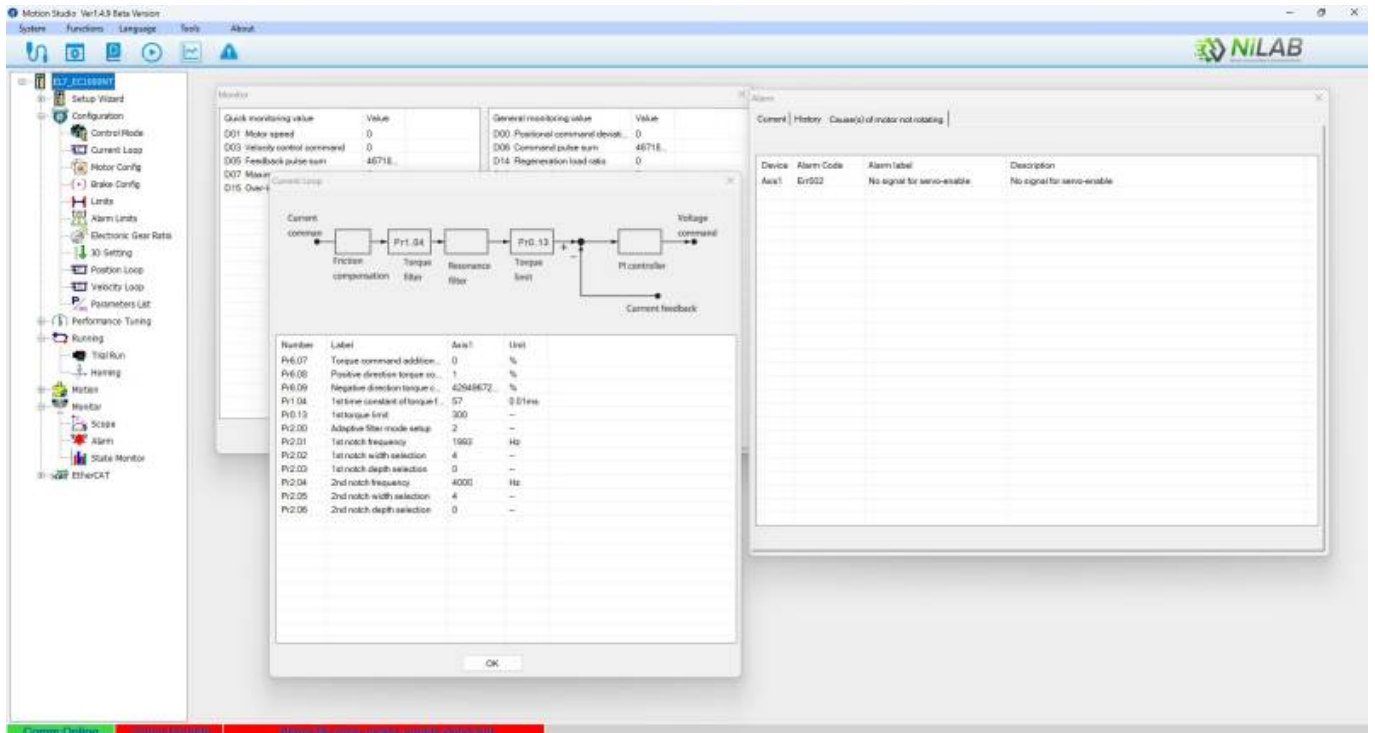 Motion Studio Ver1.4.9 Beta Version
System Functions Language Tools About
NiLAB
EL7_EC1000NT
Setup Wizard
Configuration
Control Mode
Current Loop
Motor Config
Brake Config
Limits
Alarm Limits
Electronic Gear Ratio
IO Setting
Position Loop
Velocity Loop
Parameters List
Performance Tuning
Running
Trial Run
Homing
Motion
Monitor
Scope
Alarm
State Monitor
EtherCAT
Monitor
Quick monitoring value Value
D01 Motor speed 0
D03 Velocity control command 0
D05 Feedback pulse sum 46718...
D07
D15
General monitoring value Value
D00 Positional command deviati... 0
D06 Command pulse sum 46718...
D14 Regeneration load ratio 0
Current Loop
Current
comman
Friction
compensation
Pr1.04
Torque
filter
Resonance
filter
Pr0.13
Torque
limit
+
−
PI controller
Voltage
command
Current feedback
Number Label Axis1 Unit
Pr6.07 Torque command addition... 0 %
Pr6.08 Positive direction torque co... 1 %
Pr6.09 Negative direction torque c... 42949672... %
Pr1.04 1st time constant of torque f... 57 0.01ms
Pr0.13 1st torque limit 300 --
Pr2.00 Adaptive filter mode setup 2 --
Pr2.01 1st notch frequency 1993 Hz
Pr2.02 1st notch width selection 4 --
Pr2.03 1st notch depth selection 0 --
Pr2.04 2nd notch frequency 4000 Hz
Pr2.05 2nd notch width selection 4 --
Pr2.06 2nd notch depth selection 0 --
OK
Alarm
Current History Cause(s) of motor not rotating
Device Alarm Code Alarm label Description
Axis1 Err002 No signal for servo-enable No signal for servo-enable
Comm:Online